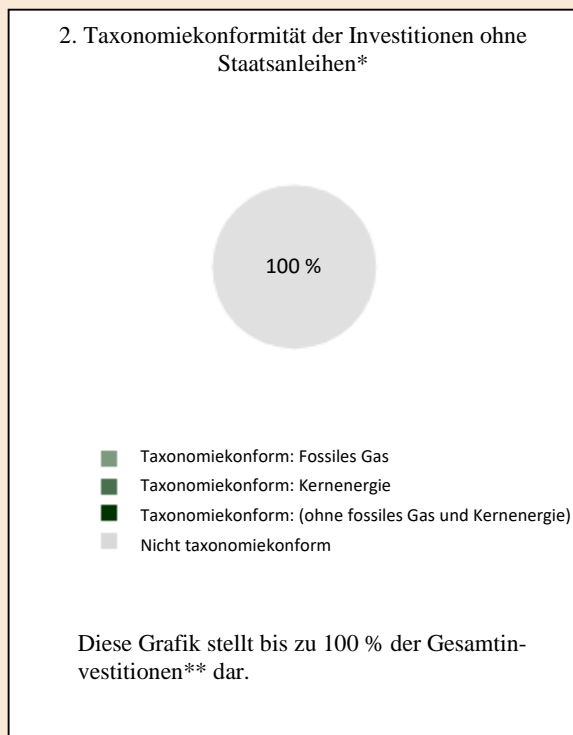 2. Taxonomiekonformität der Investitionen ohne
Staatsanleihen*
100 %
Taxonomiekonform: Fossiles Gas
Taxonomiekonform: Kernenergie
Taxonomiekonform: (ohne fossiles Gas und Kernenergie)
Nicht taxonomiekonform
Diese Grafik stellt bis zu 100 % der Gesamtin-
vestitionen** dar.